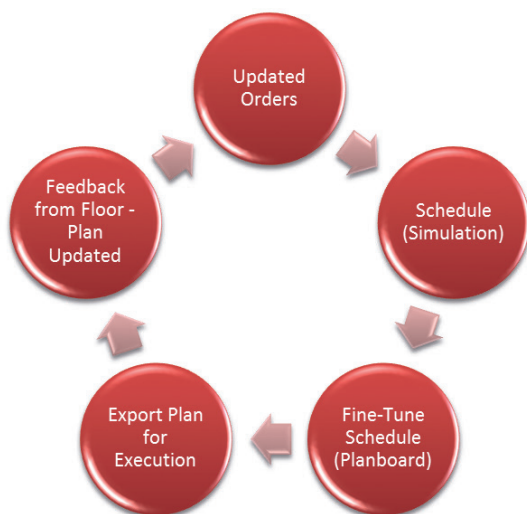 Updated
Orders
Schedule
(Simulation)
Fine-Tune
Schedule
(Planboard)
Export Plan
for
Execution
Feedback
from Floor -
Plan
Updated